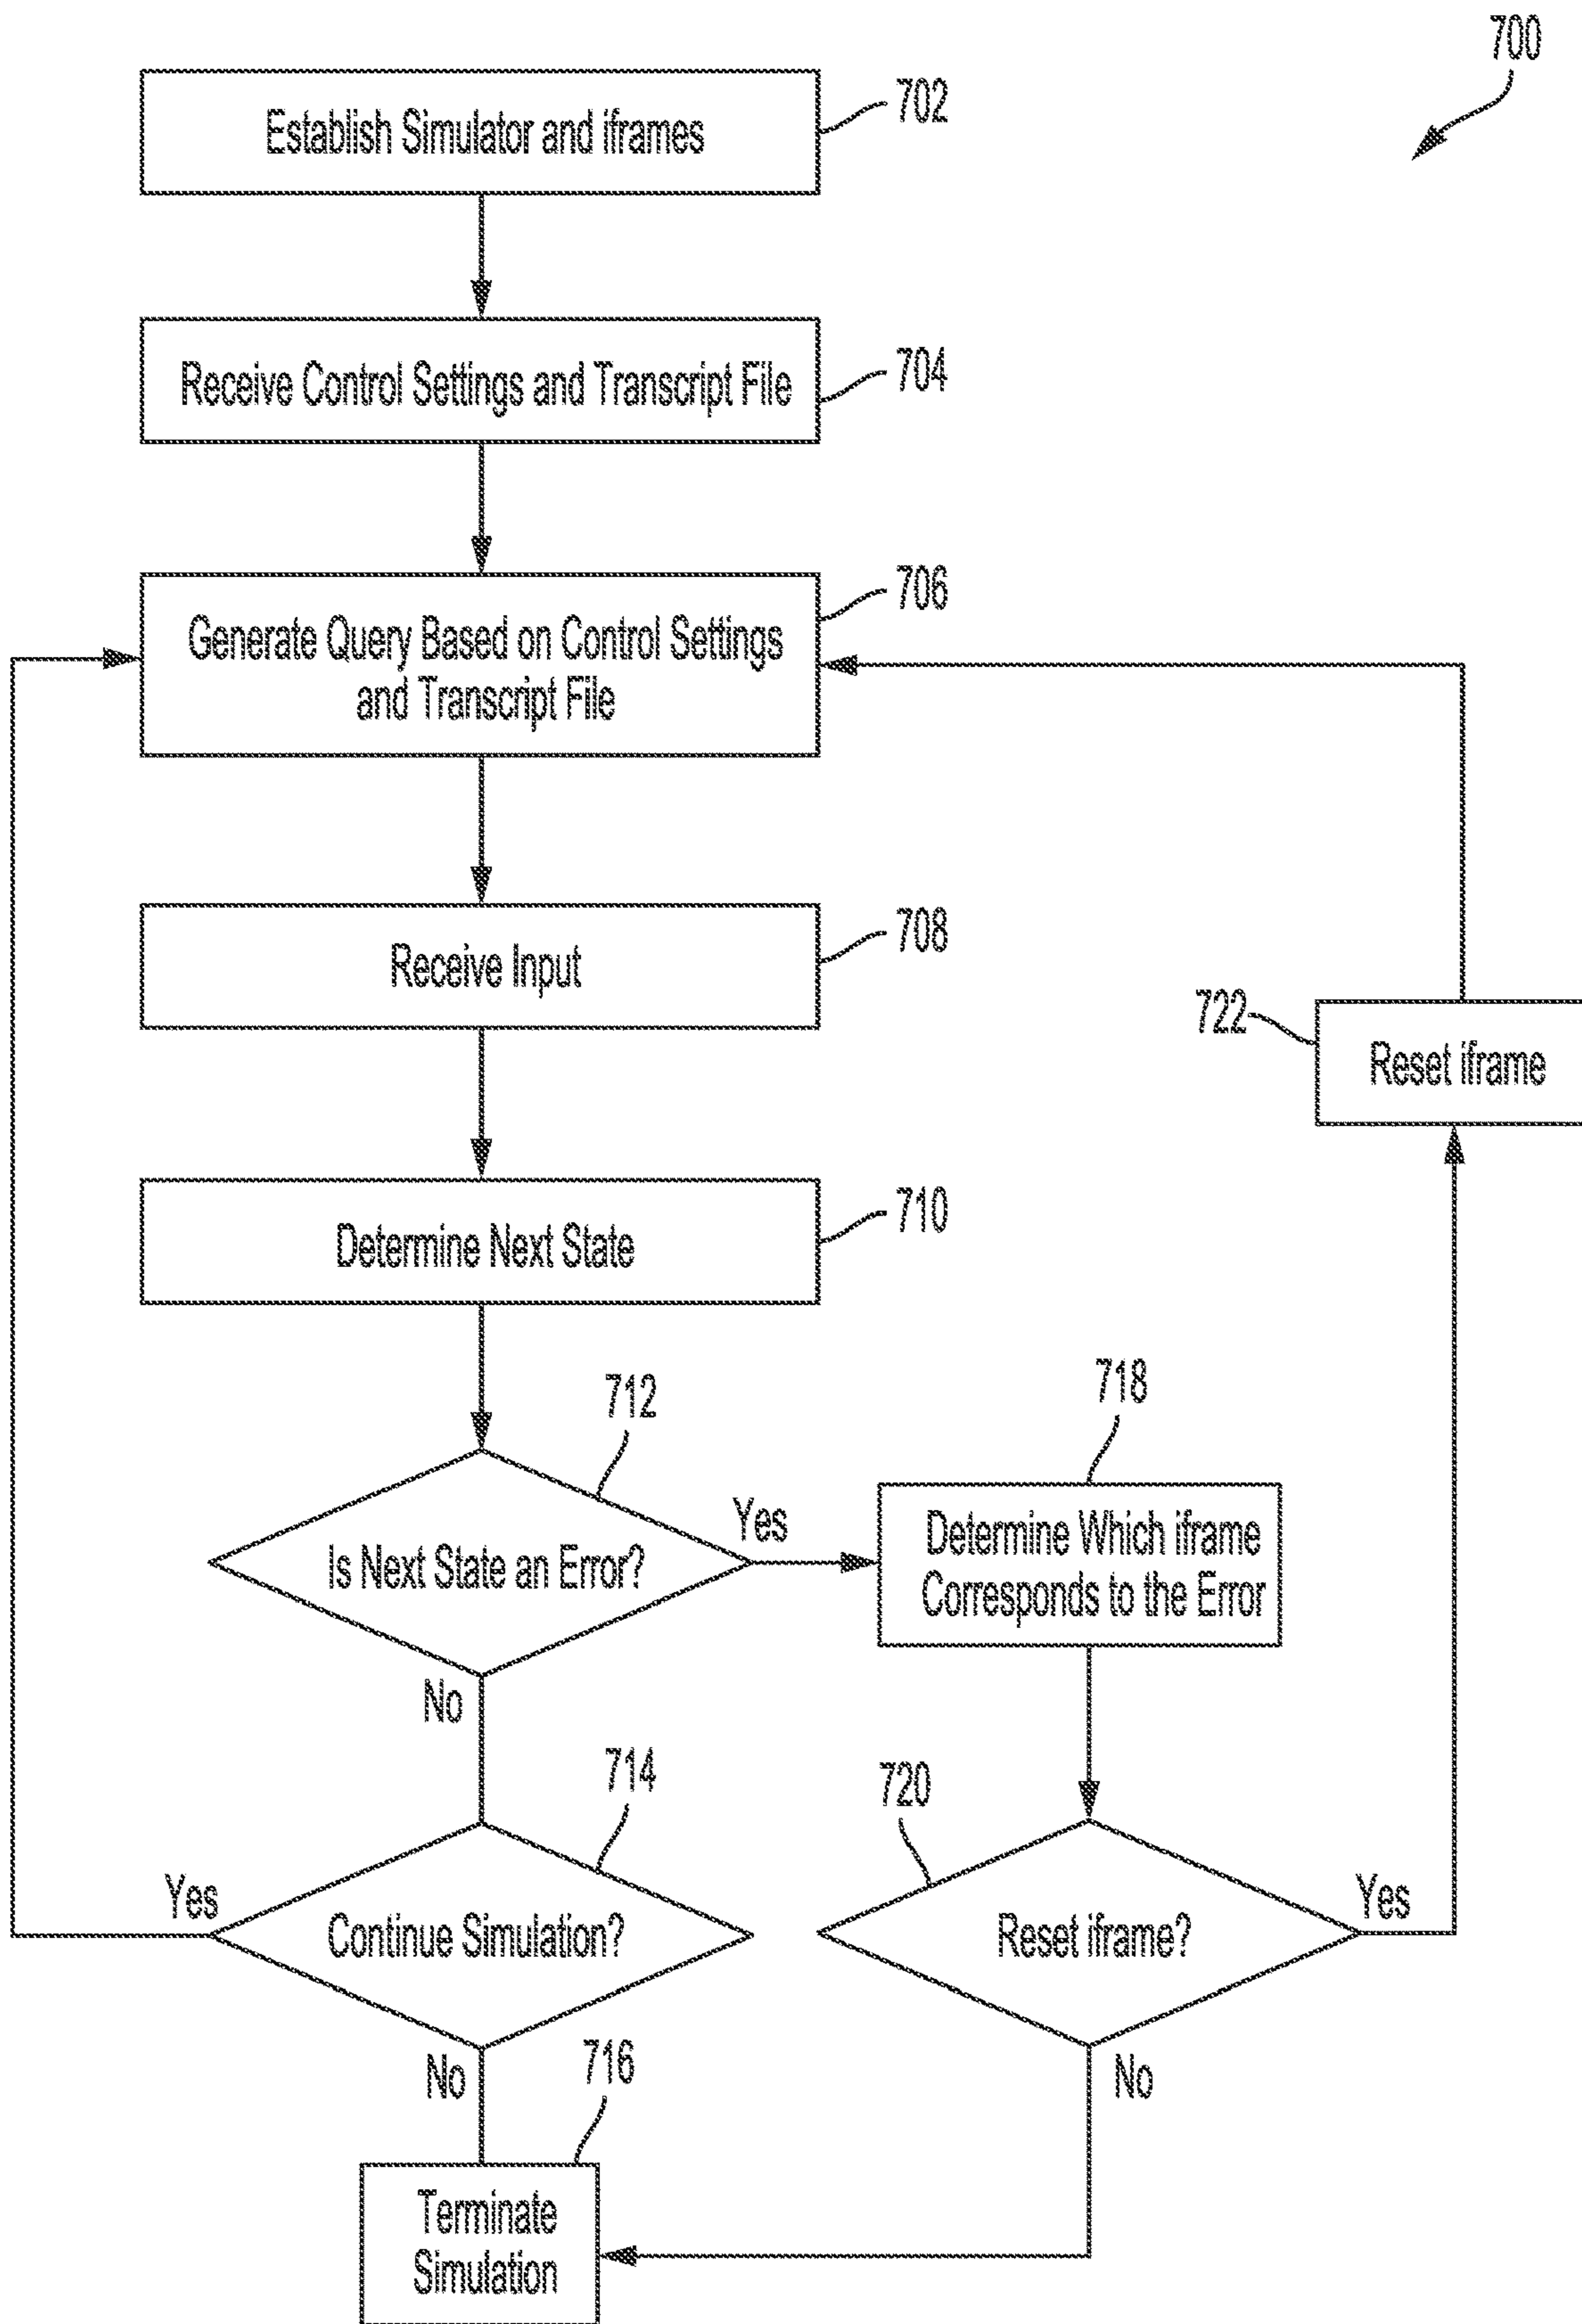 700
Establish Simulator and iframes
702
Receive Control Settings and Transcript File
704
Generate Query Based on Control Settings
and Transcript File
706
Receive Input
708
722
Reset iframe
Determine Next State
710
712
Is Next State an Error?
Yes
No
718
Determine Which iframe
Corresponds to the Error
714
Continue Simulation?
Yes
No
720
Reset iframe?
Yes
No
716
Terminate
Simulation